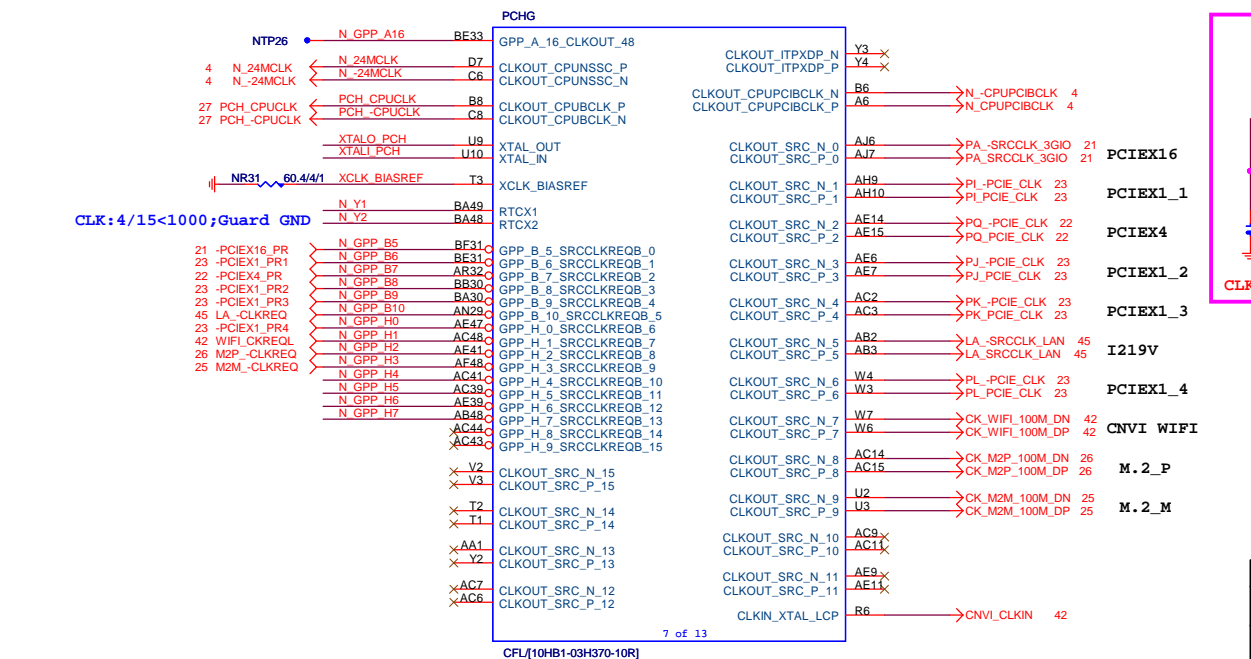 PCHG
NTP26 N_GPP_A16 BE33 GPP_A_16_CLKOUT_48
4 N_24MCLK N_24MCLK D7 CLKOUT_CPUNSSC_P
4 N_-24MCLK N_-24MCLK C6 CLKOUT_CPUNSSC_N
27 PCH_CPUCLK PCH_CPUCLK B8 CLKOUT_CPUBCLK_P
27 PCH_-CPUCLK PCH_-CPUCLK C8 CLKOUT_CPUBCLK_N
XTALO_PCH U9 XTAL_OUT
XTALI_PCH U10 XTAL_IN
NR31 60.4/4/1 XCLK_BIASREF T3 XCLK_BIASREF
CLK:4/15<1000;Guard GND
N_Y1 BA49 RTCX1
N_Y2 BA48 RTCX2
21 -PCIEX16_PR N_GPP_B5 BF31 GPP_B_5_SRCCLKREQB_0
23 -PCIEX1_PR1 N_GPP_B6 BE31 GPP_B_6_SRCCLKREQB_1
22 -PCIEX4_PR N_GPP_B7 AR32 GPP_B_7_SRCCLKREQB_2
23 -PCIEX1_PR2 N_GPP_B8 BB30 GPP_B_8_SRCCLKREQB_3
23 -PCIEX1_PR3 N_GPP_B9 BA30 GPP_B_9_SRCCLKREQB_4
45 LA_-CLKREQ N_GPP_B10 AN29 GPP_B_10_SRCCLKREQB_5
23 -PCIEX1_PR4 N_GPP_H0 AE47 GPP_H_0_SRCCLKREQB_6
42 WIFI_CKREQL N_GPP_H1 AC48 GPP_H_1_SRCCLKREQB_7
26 M2P_-CLKREQ N_GPP_H2 AE41 GPP_H_2_SRCCLKREQB_8
25 M2M_-CLKREQ N_GPP_H3 AF48 GPP_H_3_SRCCLKREQB_9
N_GPP_H4 AC41 GPP_H_4_SRCCLKREQB_10
N_GPP_H5 AC39 GPP_H_5_SRCCLKREQB_11
N_GPP_H6 AE39 GPP_H_6_SRCCLKREQB_12
N_GPP_H7 AB48 GPP_H_7_SRCCLKREQB_13
AC44 GPP_H_8_SRCCLKREQB_14
AC43 GPP_H_9_SRCCLKREQB_15
V2 CLKOUT_SRC_N_15
V3 CLKOUT_SRC_P_15
T2 CLKOUT_SRC_N_14
T1 CLKOUT_SRC_P_14
AA1 CLKOUT_SRC_N_13
Y2 CLKOUT_SRC_P_13
AC7 CLKOUT_SRC_N_12
AC6 CLKOUT_SRC_P_12
CLKOUT_ITPXDP_N Y3
CLKOUT_ITPXDP_P Y4
CLKOUT_CPUPCIBCLK_N B6 N_-CPUPCIBCLK 4
CLKOUT_CPUPCIBCLK_P A6 N_CPUPCIBCLK 4
CLKOUT_SRC_N_0 AJ6 PA_-SRCCLK_3GIO 21
CLKOUT_SRC_P_0 AJ7 PA_SRCCLK_3GIO 21
PCIEX16
CLKOUT_SRC_N_1 AH9 PI_-PCIE_CLK 23
CLKOUT_SRC_P_1 AH10 PI_PCIE_CLK 23
PCIEX1_1
CLKOUT_SRC_N_2 AE14 PQ_-PCIE_CLK 22
CLKOUT_SRC_P_2 AE15 PQ_PCIE_CLK 22
PCIEX4
CLKOUT_SRC_N_3 AE6 PJ_-PCIE_CLK 23
CLKOUT_SRC_P_3 AE7 PJ_PCIE_CLK 23
PCIEX1_2
CLKOUT_SRC_N_4 AC2 PK_-PCIE_CLK 23
CLKOUT_SRC_P_4 AC3 PK_PCIE_CLK 23
PCIEX1_3
CLKOUT_SRC_N_5 AB2 LA_-SRCCLK_LAN 45
CLKOUT_SRC_P_5 AB3 LA_SRCCLK_LAN 45
I219V
CLKOUT_SRC_N_6 W4 PL_-PCIE_CLK 23
CLKOUT_SRC_P_6 W3 PL_PCIE_CLK 23
PCIEX1_4
CLKOUT_SRC_N_7 W7 CK_WIFI_100M_DN 42
CLKOUT_SRC_P_7 W6 CK_WIFI_100M_DP 42
CNVI WIFI
CLKOUT_SRC_N_8 AC14 CK_M2P_100M_DN 26
CLKOUT_SRC_P_8 AC15 CK_M2P_100M_DP 26
M.2_P
CLKOUT_SRC_N_9 U2 CK_M2M_100M_DN 25
CLKOUT_SRC_P_9 U3 CK_M2M_100M_DP 25
M.2_M
CLKOUT_SRC_N_10 AC9
CLKOUT_SRC_P_10 AC11
CLKOUT_SRC_N_11 AE9
CLKOUT_SRC_P_11 AE11
CLKIN_XTAL_LCP R6 CNVI_CLKIN 42
7 of 13
CFL/[10HB1-03H370-10R]
CLK